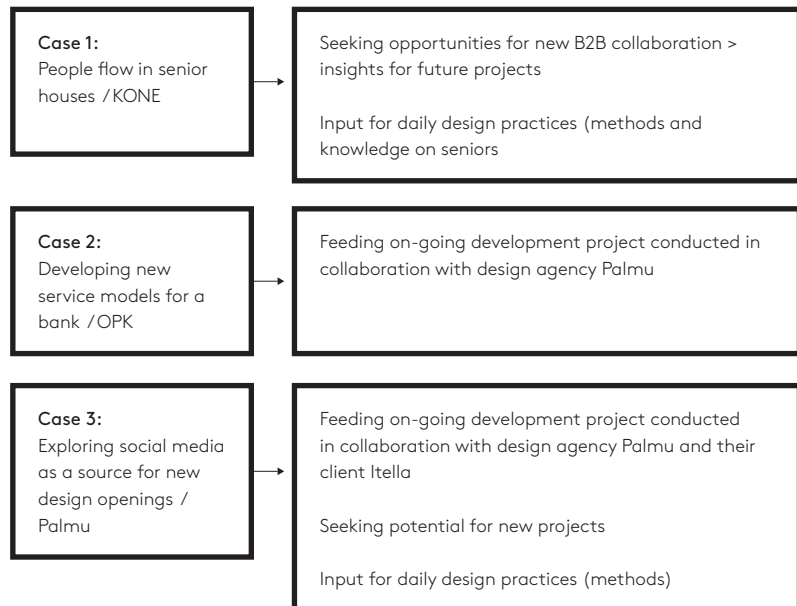 Case 1:
People flow in senior
houses / KONE
Seeking opportunities for new B2B collaboration >
insights for future projects
Input for daily design practices (methods and
knowledge on seniors
Case 2:
Developing new
service models for a
bank / OPK
Feeding on-going development project conducted in
collaboration with design agency Palmu
Case 3:
Exploring social media
as a source for new
design openings /
Palmu
Feeding on-going development project conducted
in collaboration with design agency Palmu and their
client Itella
Seeking potential for new projects
Input for daily design practices (methods)